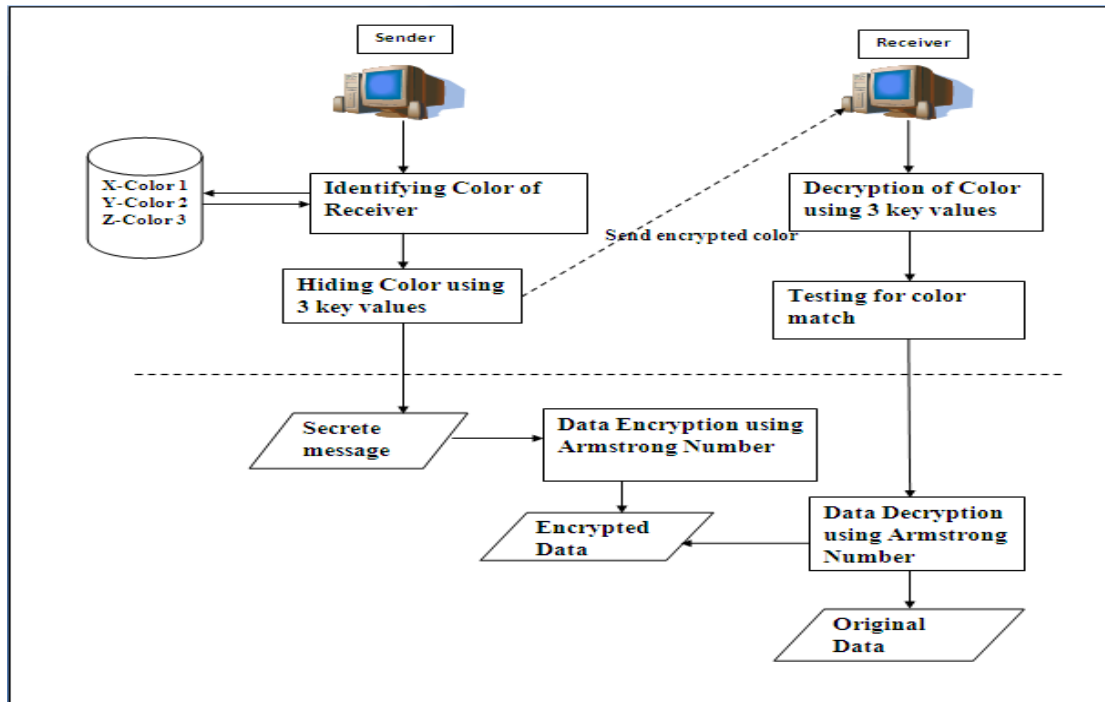 Sender
Receiver
X-Color 1
Y-Color 2
Z-Color 3
Identifying Color of
Receiver
Decryption of Color
using 3 key values
Send encrypted color
Hiding Color using
3 key values
Testing for color
match
Secrete
message
Data Encryption using
Armstrong Number
Encrypted
Data
Data Decryption
using Armstrong
Number
Original
Data